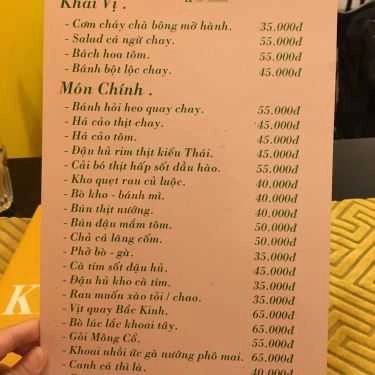 Khai Vị .
- Cơm cháy chà bông mỡ hành. 35.000đ
- Salad cá ngừ chay. 55.000đ
- Bách hoa tôm. 55.000đ
- Bánh bột lọc chay. 45.000đ
Món Chính .
- Bánh hỏi heo quay chay. 55.000đ
- Há cảo thịt chay. 45.000đ
- Há cảo tôm. 45.000đ
- Đậu hủ rim thịt kiểu Thái. 45.000đ
- Cải bó thịt hấp sốt dầu hào. 55.000đ
- Kho quẹt rau củ luộc. 40.000đ
- Bò kho - bánh mì. 40.000đ
- Bún thịt nướng. 40.000đ
- Bún đậu mắm tôm. 50.000đ
- Chả cá lăng cốm. 50.000đ
- Phở bò - gà. 35.000đ
- Cà tím sốt đậu hủ. 45.000đ
- Đậu hủ kho cà tím. 35.000đ
- Rau muốn xào tỏi / chao. 35.000đ
- Vịt quay Bắc Kinh. 65.000đ
- Bò lúc lắc khoai tây. 65.000đ
- Gỏi Mông Cổ. 50.000đ
- Khoai nhồi ức gà nướng phô mai. 65.000đ
- Canh cá thì là. 40.000đ
K